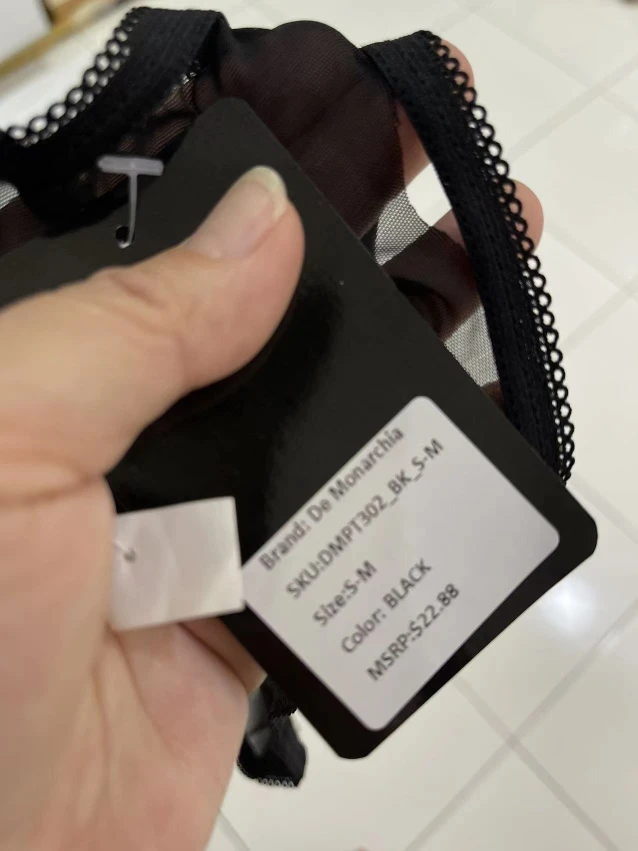 Brand: De Monarchia
SKU:DMPT302_BK_S-M
Size:S-M
Color: BLACK
MSRP:$22.88